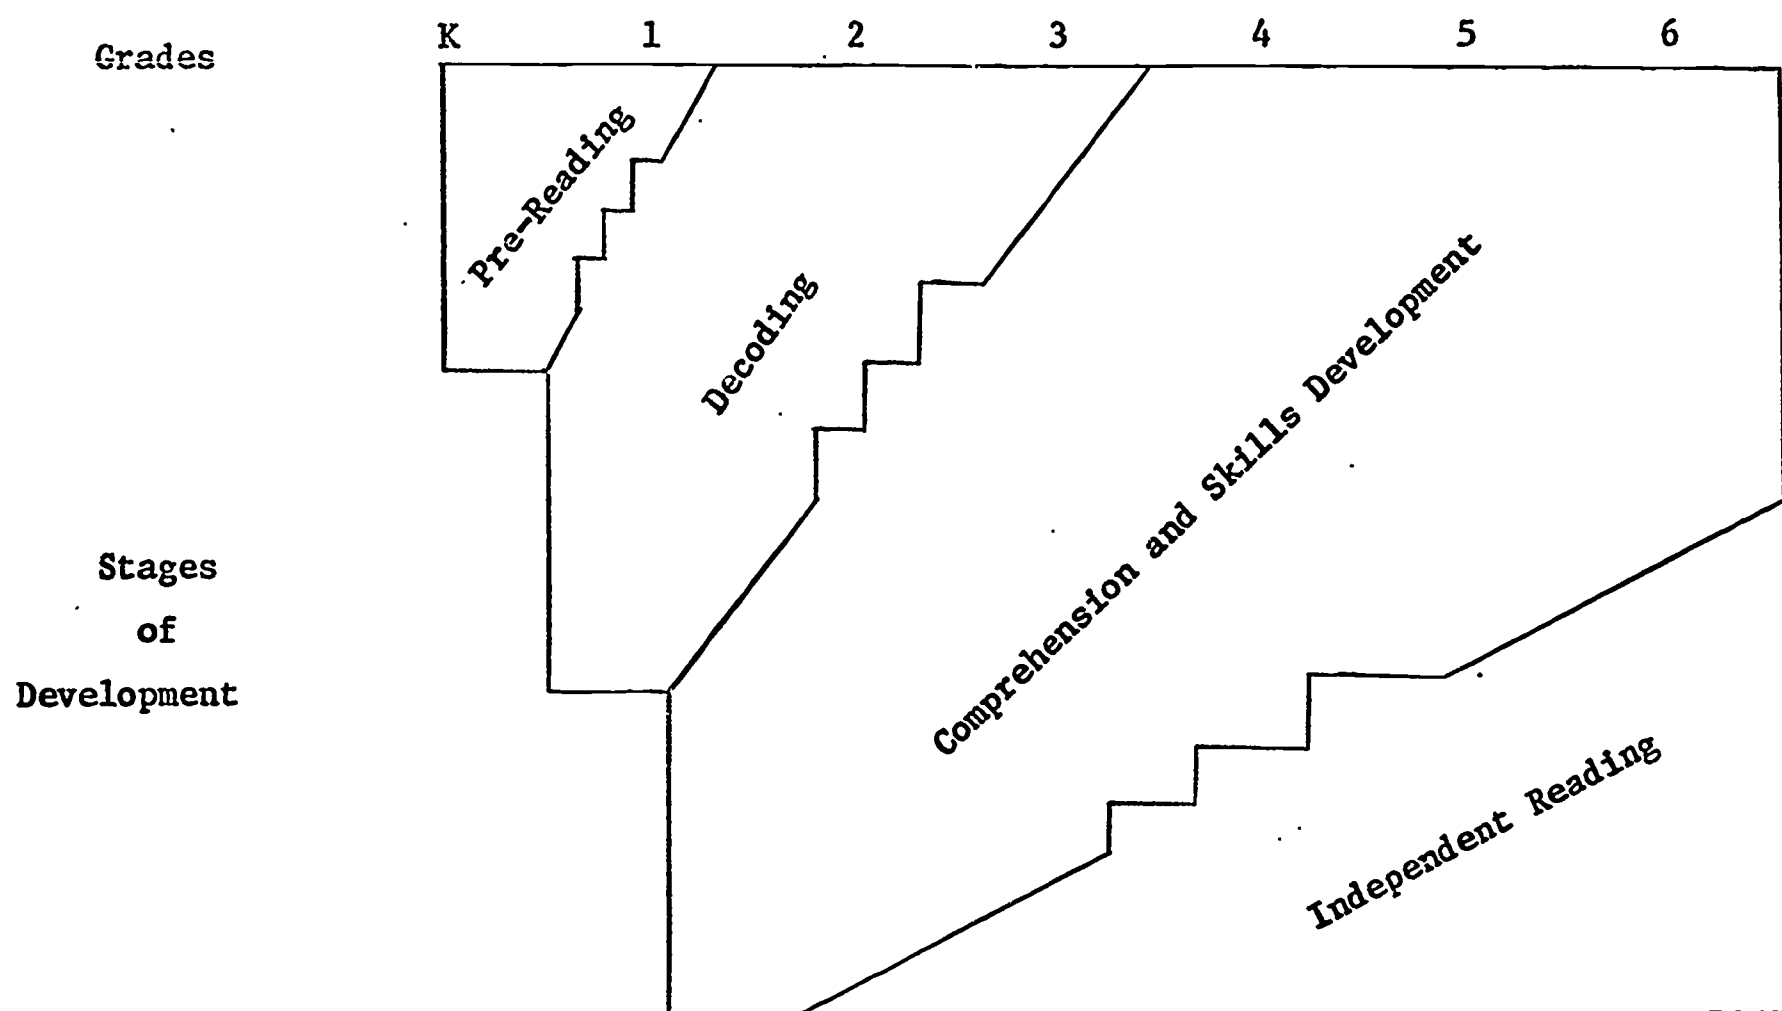 Grades
K 1 2 3 4 5 6
Pre-Reading
Decoding
Comprehension and Skills Development
Independent Reading
Stages
of
Development